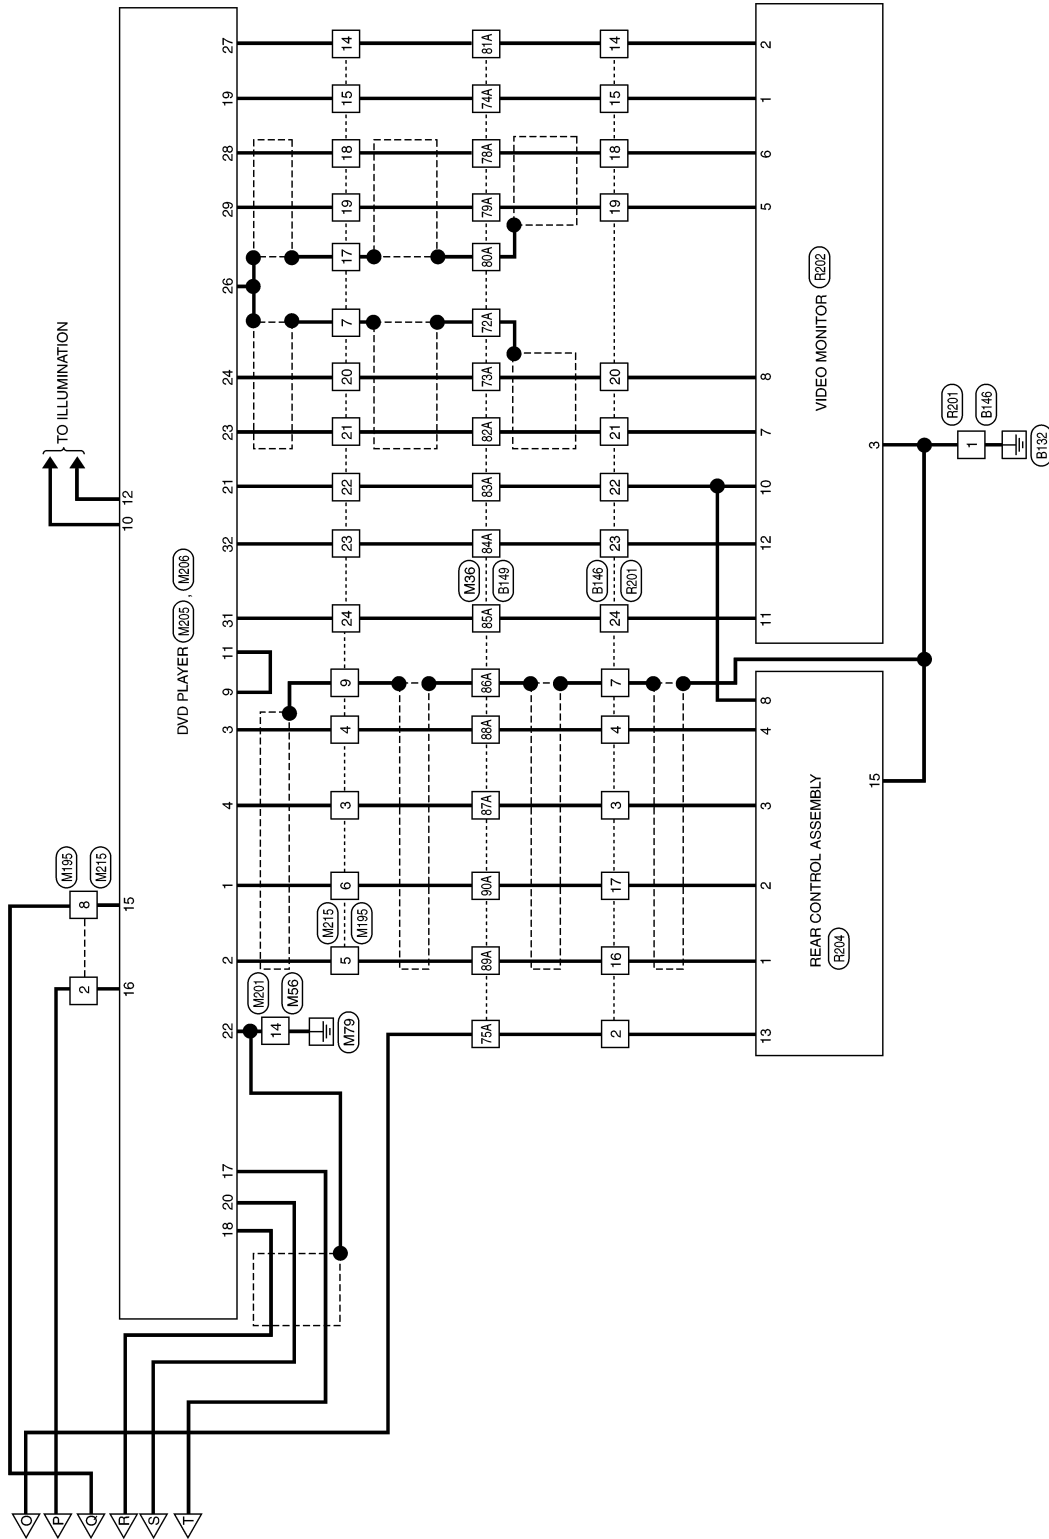 O
P
Q
R
S
T
TO ILLUMINATION
M195
2 8
M215
16 15 10 12
DVD PLAYER M205 , M206
18 20 17 22 2 1 4 3 9 11 31 32 21 23 24 26 29 28 19 27
M201
14
M56
M79
M215
5 6 3 4 9 24 23 22 21 20 7 17 19 18 15 14
M195
M36
75A 89A 90A 87A 88A 86A 85A 84A 83A 82A 73A 72A 80A 79A 78A 74A 81A
B149
B146
2 16 17 3 4 7 24 23 22 21 20 19 18 15 14
R201
13 1 2 3 4 8 11 12 10 7 8 5 6 1 2
REAR CONTROL ASSEMBLY
R204
VIDEO MONITOR R202
15 3
R201
1
B146
B132